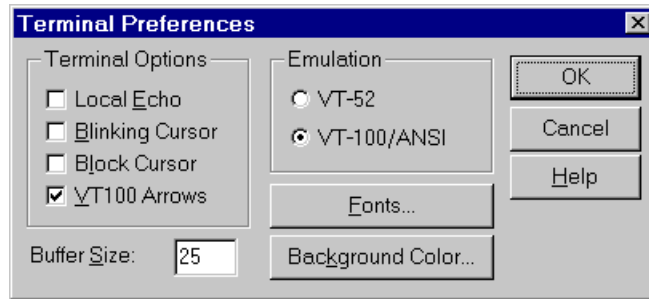 Terminal Preferences
Terminal Options
Local Echo
Blinking Cursor
Block Cursor
VT100 Arrows
Buffer Size: 25
Emulation
VT-52
VT-100/ANSI
Fonts...
Background Color...
OK
Cancel
Help